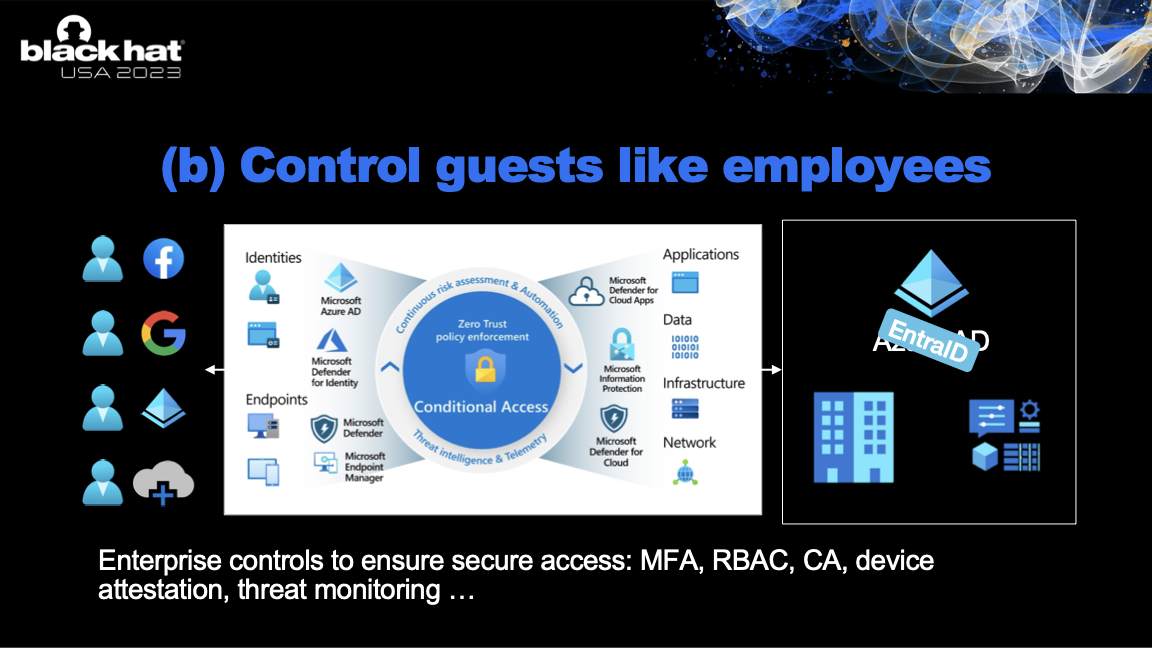 black hat®
USA 2023
(b) Control guests like employees
Identities
Microsoft
Azure AD
Microsoft
Defender
for Identity
Endpoints
Microsoft
Defender
Microsoft
Endpoint
Manager
Continuous risk assessment & Automation
Zero Trust
policy enforcement
Conditional Access
Threat intelligence & Telemetry
Microsoft
Defender for
Cloud Apps
Microsoft
Information
Protection
Microsoft
Defender for
Cloud
Applications
Data
Infrastructure
Network
EntraID
Enterprise controls to ensure secure access: MFA, RBAC, CA, device
attestation, threat monitoring …